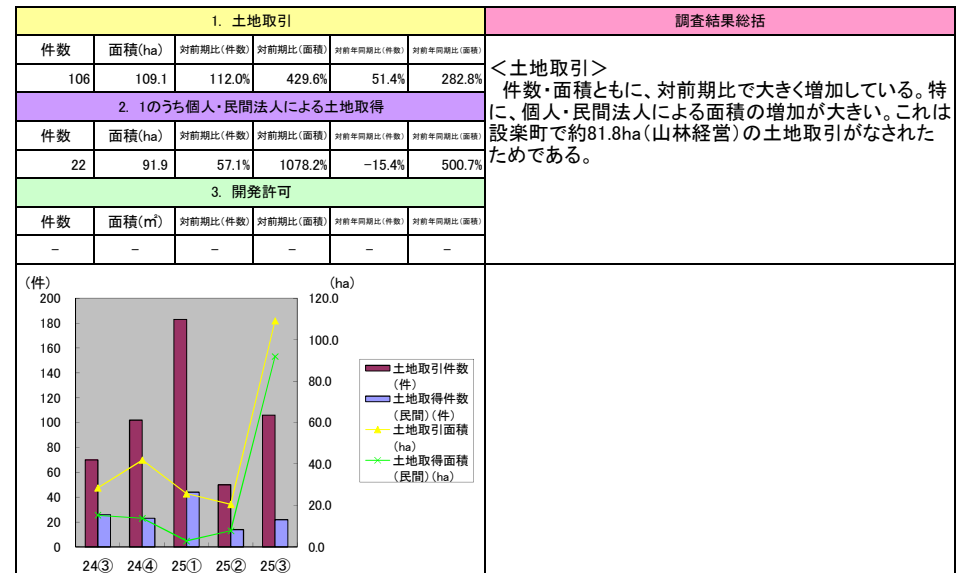 1. 土地取引
件数 面積(ha) 対前期比(件数) 対前期比(面積) 対前年同期比(件数) 対前年同期比(面積)
106 109.1 112.0% 429.6% 51.4% 282.8%
2. 1のうち個人・民間法人による土地取得
件数 面積(ha) 対前期比(件数) 対前期比(面積) 対前年同期比(件数) 対前年同期比(面積)
22 91.9 57.1% 1078.2% -15.4% 500.7%
3. 開発許可
件数 面積(㎡) 対前期比(件数) 対前期比(面積) 対前年同期比(件数) 対前年同期比(面積)
- - - - - -
調査結果総括
＜土地取引＞
件数・面積ともに、対前期比で大きく増加している。特
に、個人・民間法人による面積の増加が大きい。これは
設楽町で約81.8ha(山林経営)の土地取引がなされた
ためである。
(件) (ha)
200
180
160
140
120
100
80
60
40
20
0
120.0
100.0
80.0
60.0
40.0
20.0
0.0
24③ 24④ 25① 25② 25③
土地取引件数
(件)
土地取得件数
(民間)(件)
土地取引面積
(ha)
土地取得面積
(民間)(ha)